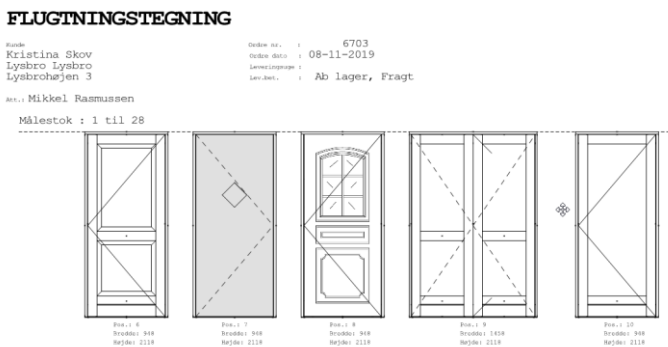 FLUGTNINGSTEGNING
Kunde
Kristina Skov
Lysbro Lysbro
Lysbrohøjen 3
Ordre nr. : 6703
Ordre dato : 08-11-2019
Leveringsuge :
Lev.bet. : Ab lager, Fragt
Att.: Mikkel Rasmussen
Målestok : 1 til 28
Pos.: 6
Bredde: 948
Højde: 2118
Pos.: 7
Bredde: 948
Højde: 2118
Pos.: 8
Bredde: 948
Højde: 2118
Pos.: 9
Bredde: 1458
Højde: 2118
Pos.: 10
Bredde: 948
Højde: 2118